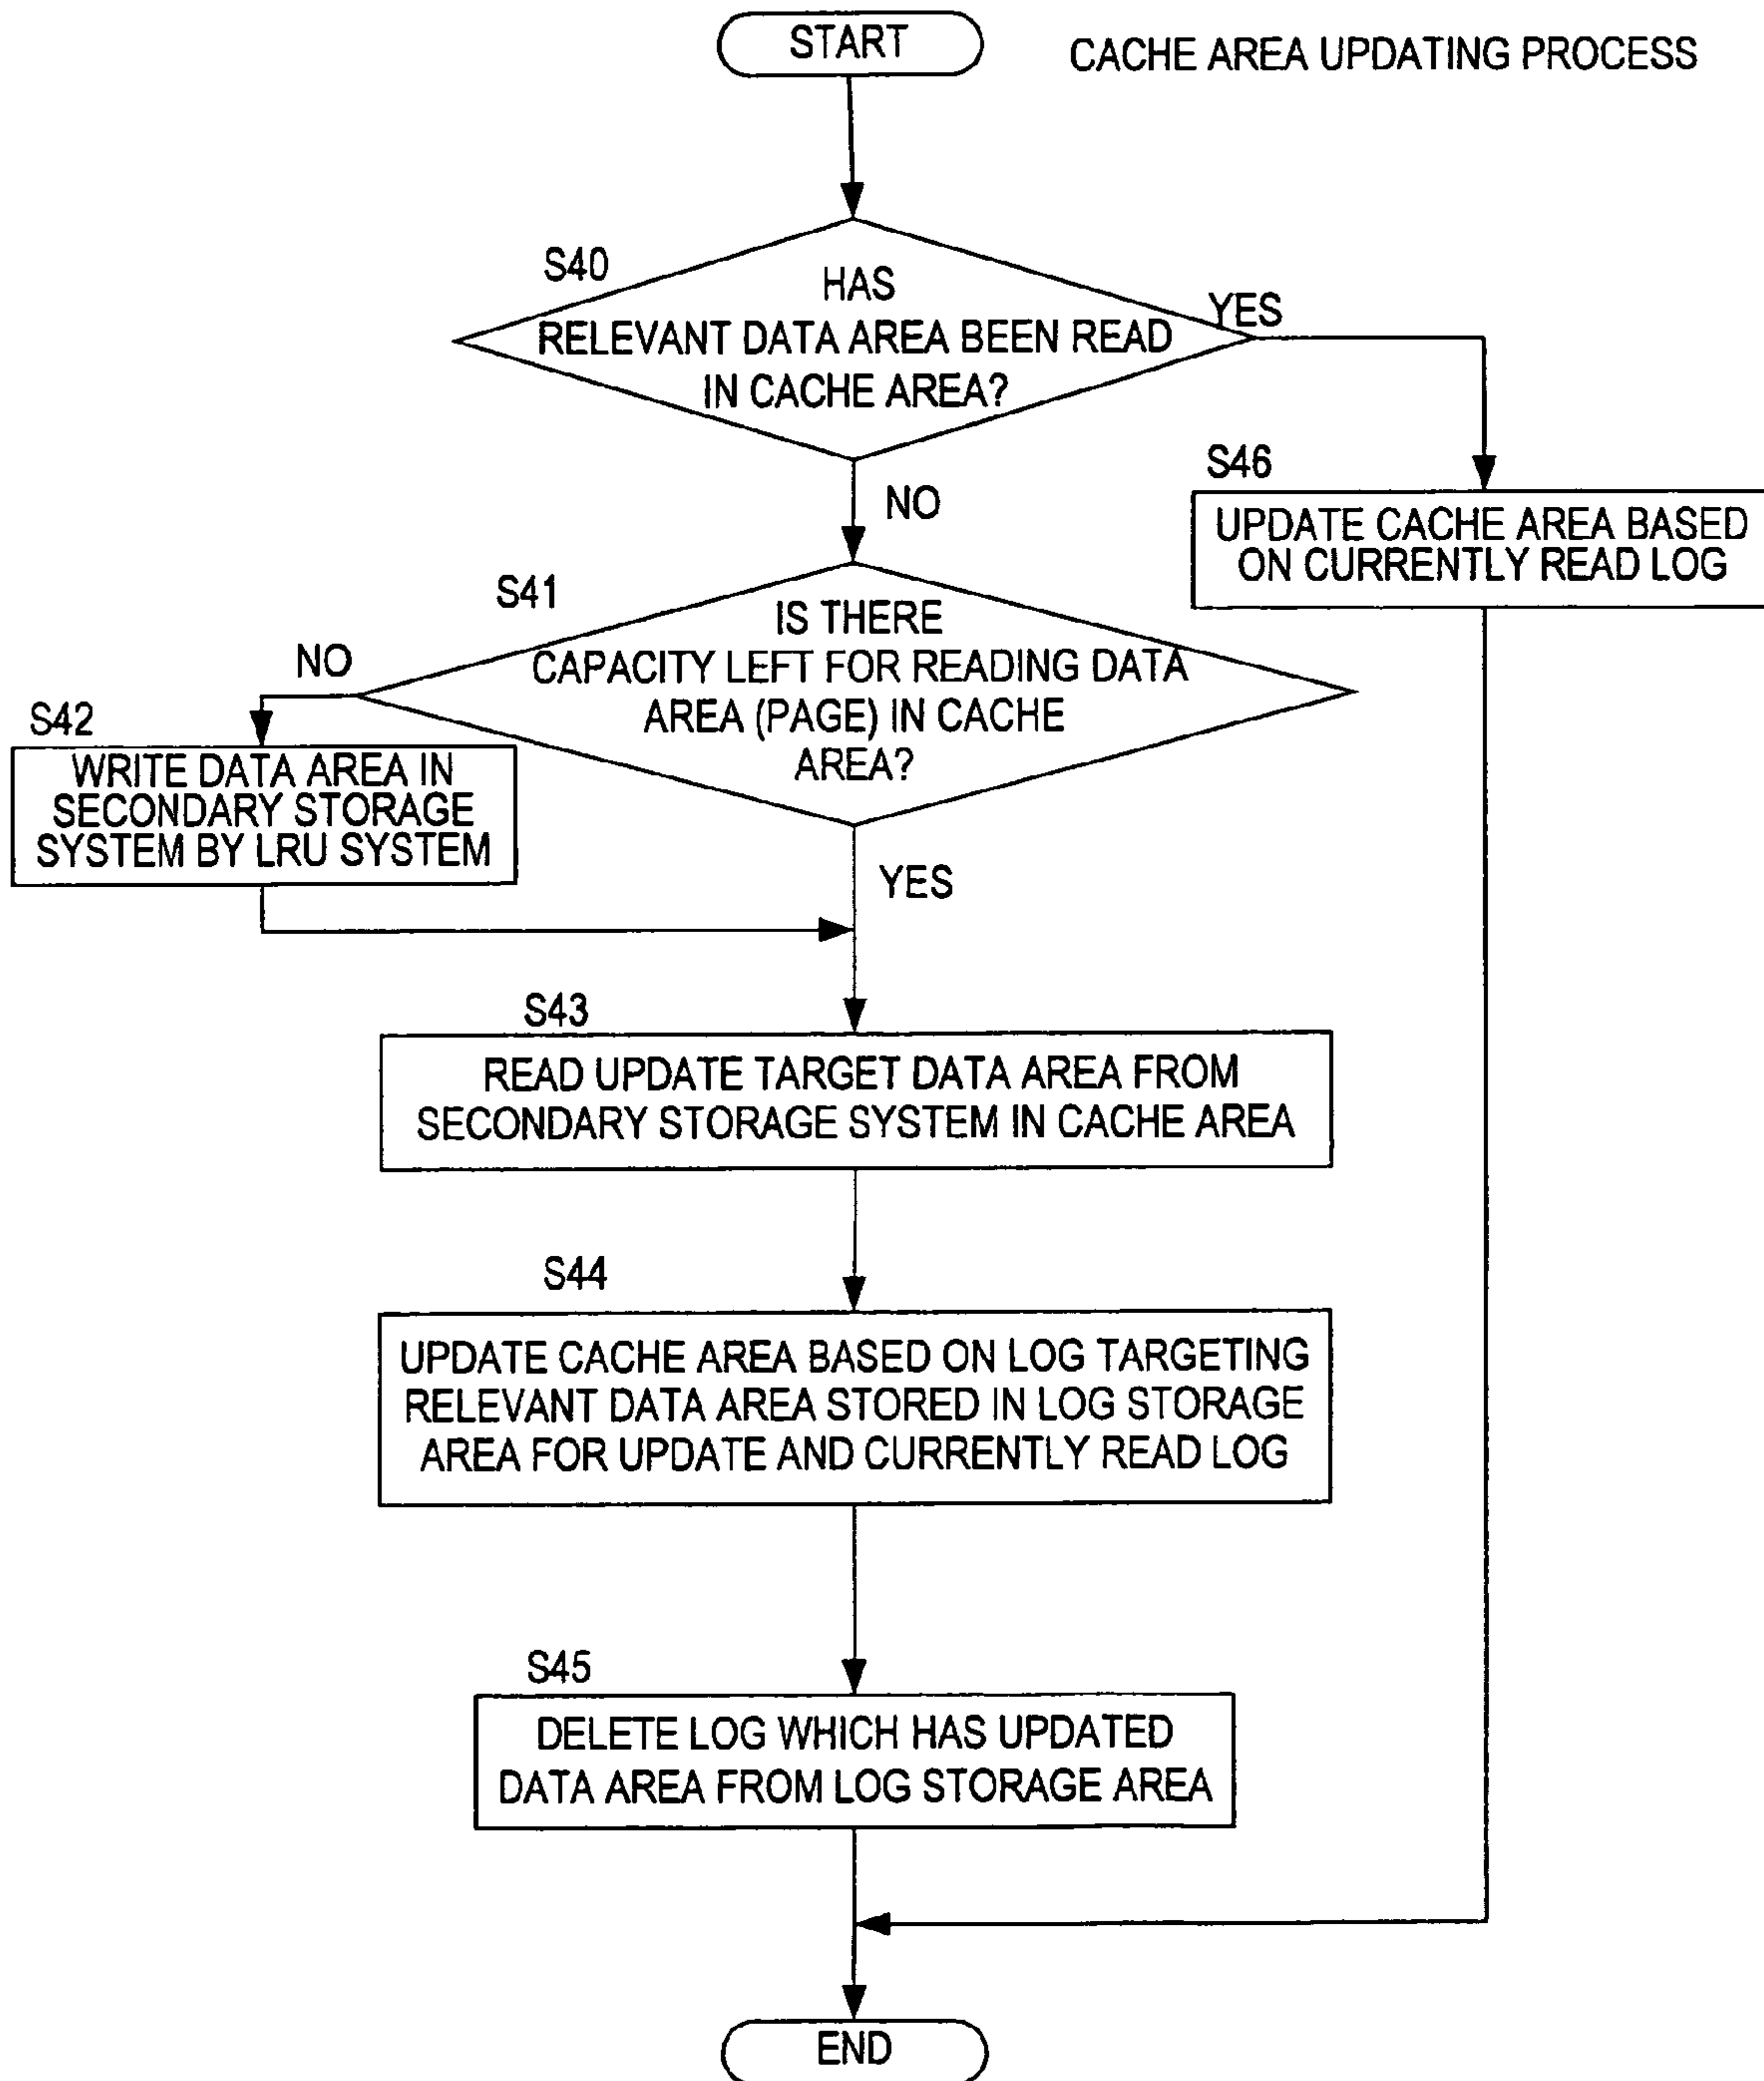 START
CACHE AREA UPDATING PROCESS
S40
HAS
RELEVANT DATA AREA BEEN READ
IN CACHE AREA?
YES
NO
S46
UPDATE CACHE AREA BASED
ON CURRENTLY READ LOG
S41
IS THERE
CAPACITY LEFT FOR READING DATA
AREA (PAGE) IN CACHE
AREA?
NO
S42
WRITE DATA AREA IN
SECONDARY STORAGE
SYSTEM BY LRU SYSTEM
YES
S43
READ UPDATE TARGET DATA AREA FROM
SECONDARY STORAGE SYSTEM IN CACHE AREA
S44
UPDATE CACHE AREA BASED ON LOG TARGETING
RELEVANT DATA AREA STORED IN LOG STORAGE
AREA FOR UPDATE AND CURRENTLY READ LOG
S45
DELETE LOG WHICH HAS UPDATED
DATA AREA FROM LOG STORAGE AREA
END